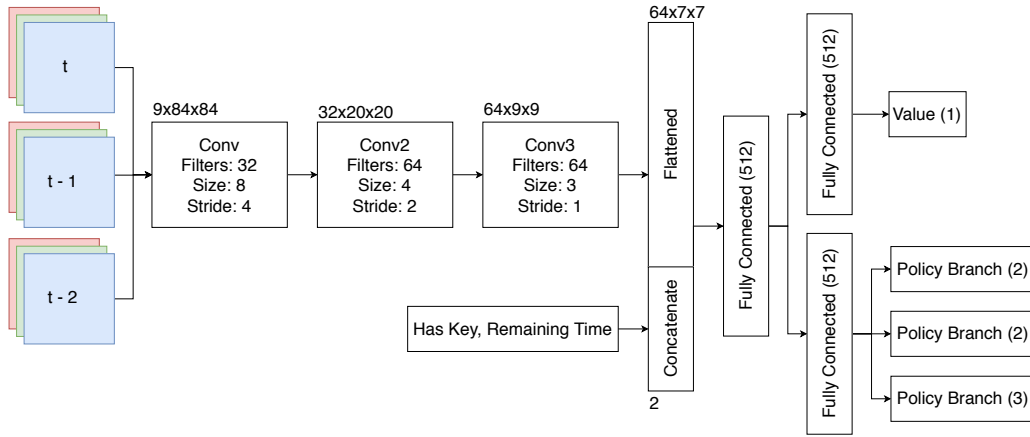 t
t - 1
t - 2
9x84x84
Conv
Filters: 32
Size: 8
Stride: 4
32x20x20
Conv2
Filters: 64
Size: 4
Stride: 2
64x9x9
Conv3
Filters: 64
Size: 3
Stride: 1
64x7x7
Flattened
Has Key, Remaining Time
Concatenate
2
Fully Connected (512)
Fully Connected (512)
Value (1)
Fully Connected (512)
Policy Branch (2)
Policy Branch (2)
Policy Branch (3)